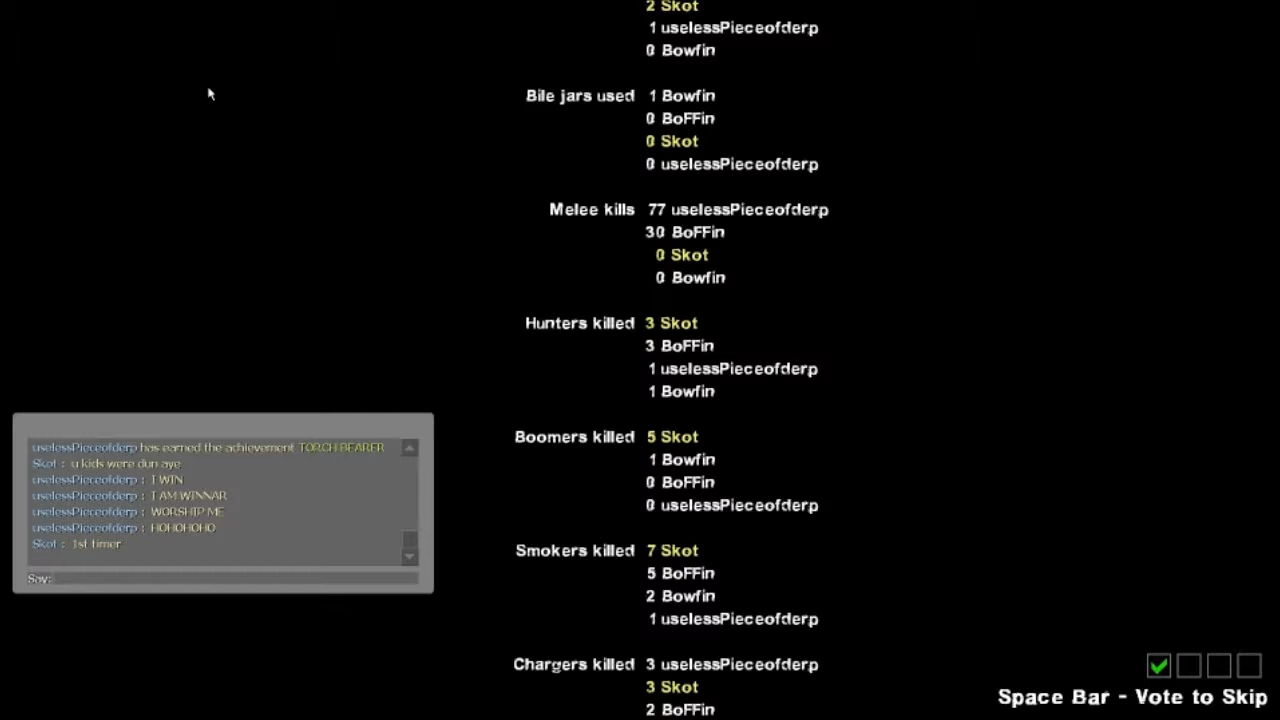 2 Skot
1 uselessPieceofderp
0 Bowfin
Bile jars used 1 Bowfin
0 BoFFin
0 Skot
0 uselessPieceofderp
Melee kills 77 uselessPieceofderp
30 BoFFin
0 Skot
0 Bowfin
Hunters killed 3 Skot
3 BoFFin
1 uselessPieceofderp
1 Bowfin
Boomers killed 5 Skot
1 Bowfin
0 BoFFin
0 uselessPieceofderp
Smokers killed 7 Skot
5 BoFFin
2 Bowfin
1 uselessPieceofderp
Chargers killed 3 uselessPieceofderp
3 Skot
2 BoFFin
uselessPieceofderp has earned the achievement TORCH BEARER
Skot : u kids were dun aye
uselessPieceofderp : I WIN
uselessPieceofderp : I AM WINNAR
uselessPieceofderp : WORSHIP ME
uselessPieceofderp : HOHOHOHO
Skot : 1st timer
Say:
Space Bar - Vote to Skip